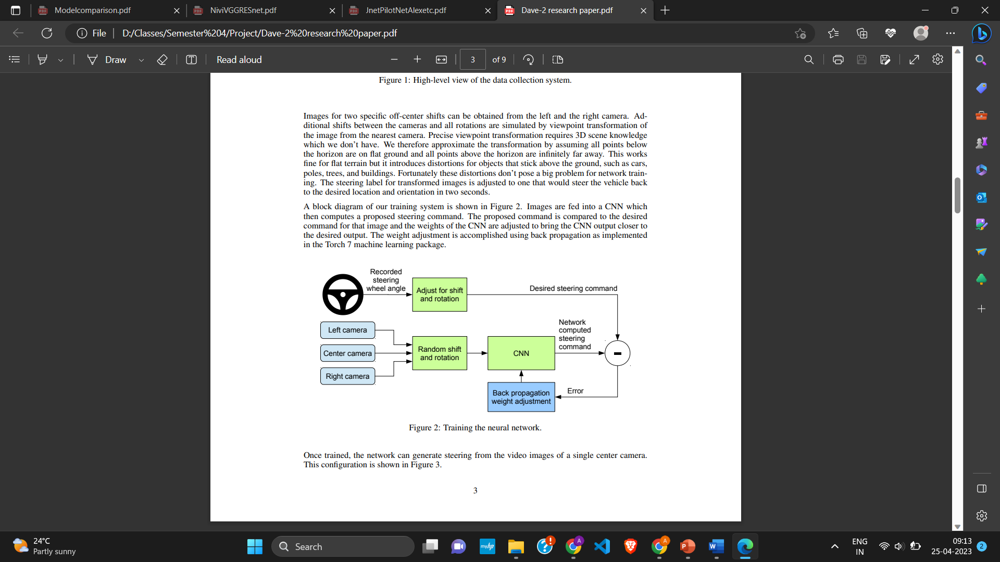 Modelcomparison.pdf
NiviVGGRESnet.pdf
JnetPilotNetAlexetc.pdf
Dave-2 research paper.pdf
File
D:/Classes/Semester%204/Project/Dave-2%20research%20paper.pdf
Draw
Read aloud
3
of 9
Figure 1: High-level view of the data collection system.
Images for two specific off-center shifts can be obtained from the left and the right camera. Ad-
ditional shifts between the cameras and all rotations are simulated by viewpoint transformation of
the image from the nearest camera. Precise viewpoint transformation requires 3D scene knowledge
which we don't have. We therefore approximate the transformation by assuming all points below
the horizon are on flat ground and all points above the horizon are infinitely far away. This works
fine for flat terrain but it introduces distortions for objects that stick above the ground, such as cars,
poles, trees, and buildings. Fortunately these distortions don't pose a big problem for network train-
ing. The steering label for transformed images is adjusted to one that would steer the vehicle back
to the desired location and orientation in two seconds.
A block diagram of our training system is shown in Figure 2. Images are fed into a CNN which
then computes a proposed steering command. The proposed command is compared to the desired
command for that image and the weights of the CNN are adjusted to bring the CNN output closer to
the desired output. The weight adjustment is accomplished using back propagation as implemented
in the Torch 7 machine learning package.
Recorded
steering
wheel angle
Adjust for shift
and rotation
Desired steering command
Left camera
Center camera
Right camera
Random shift
and rotation
CNN
Network
computed
steering
command
-
Back propagation
weight adjustment
Error
Figure 2: Training the neural network.
Once trained, the network can generate steering from the video images of a single center camera.
This configuration is shown in Figure 3.
3
24°C
Partly sunny
Search
myhp
ENG
IN
09:13
25-04-2023
2